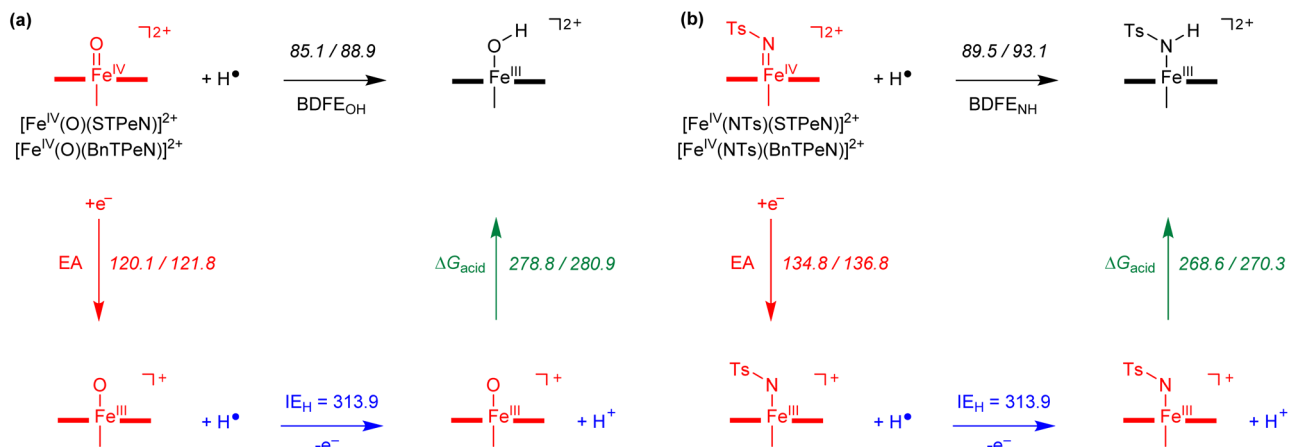 (a)
O
Fe^IV
⌝2+
+ H•
85.1 / 88.9
BDFE_OH
H
O
Fe^III
⌝2+
[Fe^IV(O)(STPeN)]^2+
[Fe^IV(O)(BnTPeN)]^2+
+e⁻
EA
120.1 / 121.8
ΔG_acid
278.8 / 280.9
O
Fe^III
⌝+
+ H•
IE_H = 313.9
-e⁻
O
Fe^III
⌝+
+ H^+
(b)
Ts
N
Fe^IV
⌝2+
+ H•
89.5 / 93.1
BDFE_NH
Ts
N
H
Fe^III
⌝2+
[Fe^IV(NTs)(STPeN)]^2+
[Fe^IV(NTs)(BnTPeN)]^2+
+e⁻
EA
134.8 / 136.8
ΔG_acid
268.6 / 270.3
Ts
N
Fe^III
⌝+
+ H•
IE_H = 313.9
-e⁻
Ts
N
Fe^III
⌝+
+ H^+